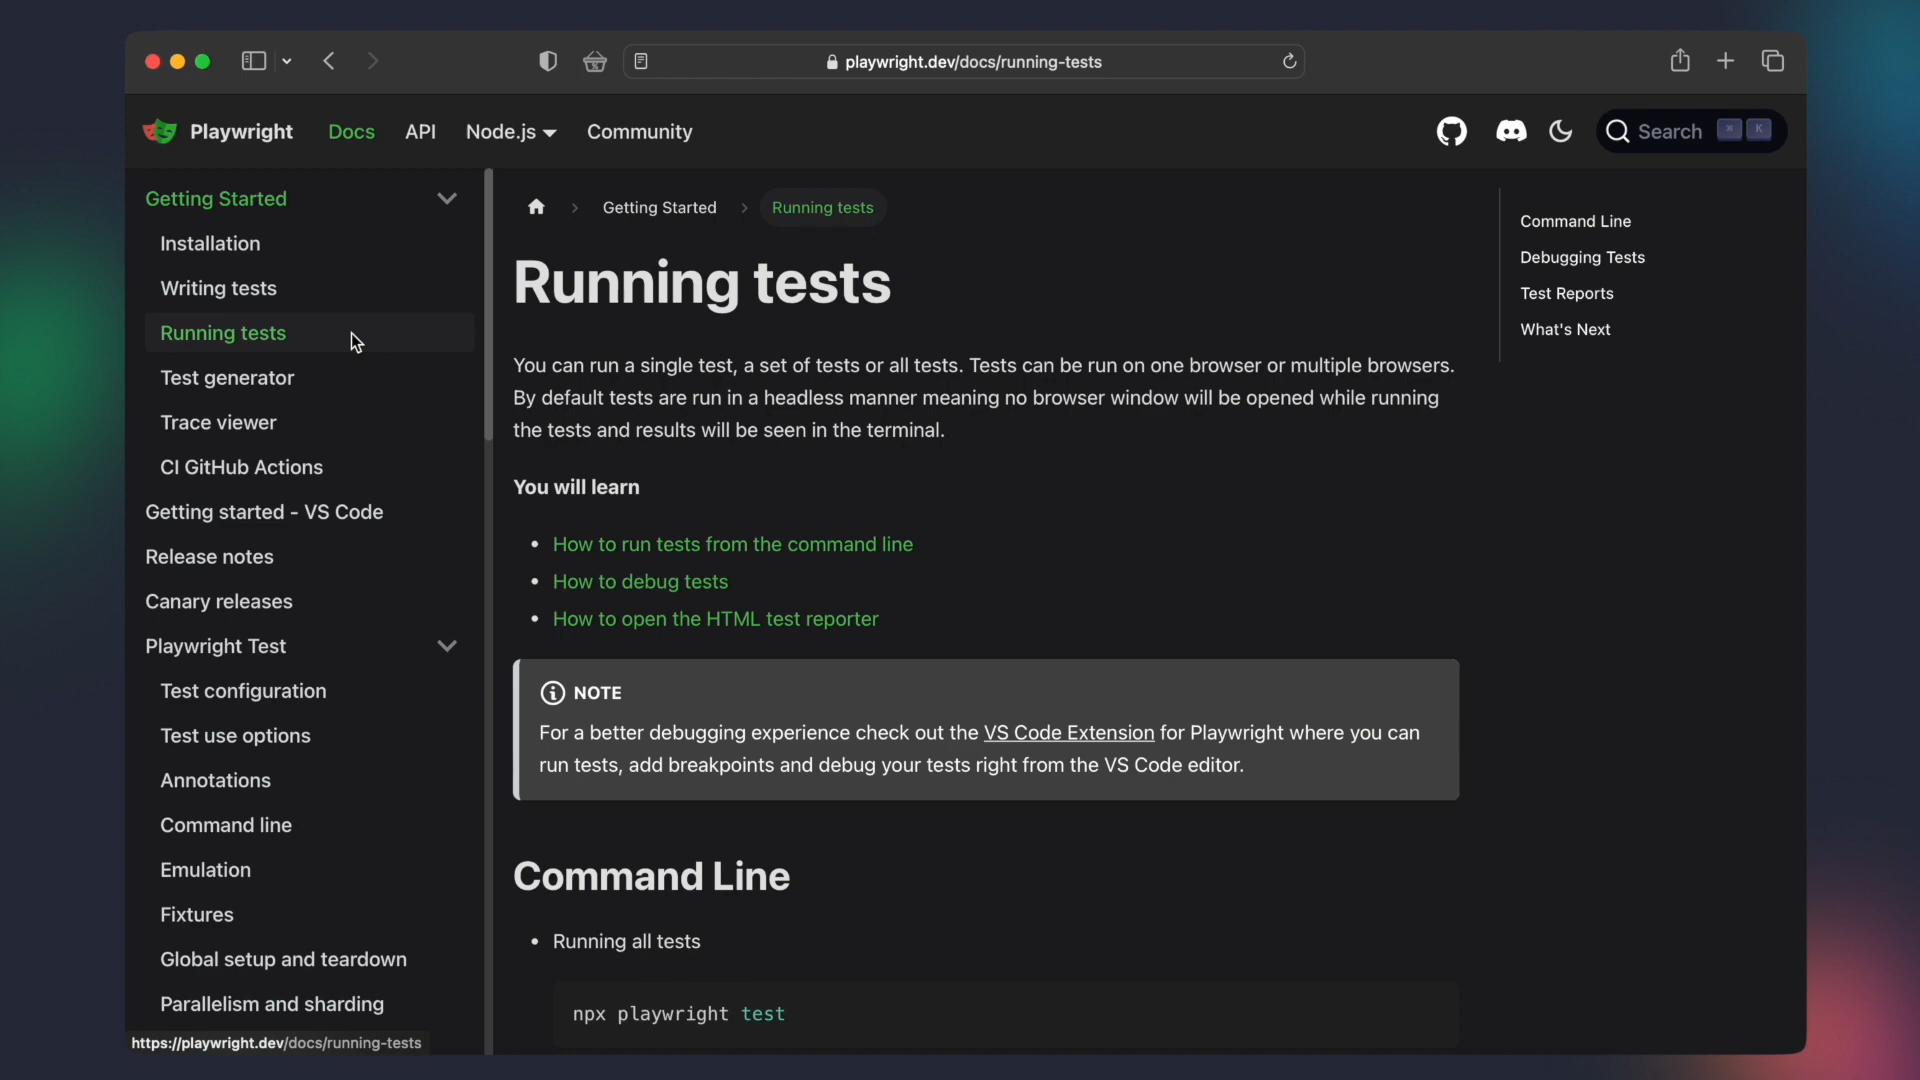 playwright.dev/docs/running-tests
Playwright
Docs
API
Node.js
Community
Search
⌘ K
Getting Started
Installation
Writing tests
Running tests
Test generator
Trace viewer
CI GitHub Actions
Getting started - VS Code
Release notes
Canary releases
Playwright Test
Test configuration
Test use options
Annotations
Command line
Emulation
Fixtures
Global setup and teardown
Parallelism and sharding
https://playwright.dev/docs/running-tests
Getting Started
Running tests
Running tests
You can run a single test, a set of tests or all tests. Tests can be run on one browser or multiple browsers.
By default tests are run in a headless manner meaning no browser window will be opened while running
the tests and results will be seen in the terminal.
You will learn
• How to run tests from the command line
• How to debug tests
• How to open the HTML test reporter
NOTE
For a better debugging experience check out the VS Code Extension for Playwright where you can
run tests, add breakpoints and debug your tests right from the VS Code editor.
Command Line
• Running all tests
npx playwright test
Command Line
Debugging Tests
Test Reports
What's Next